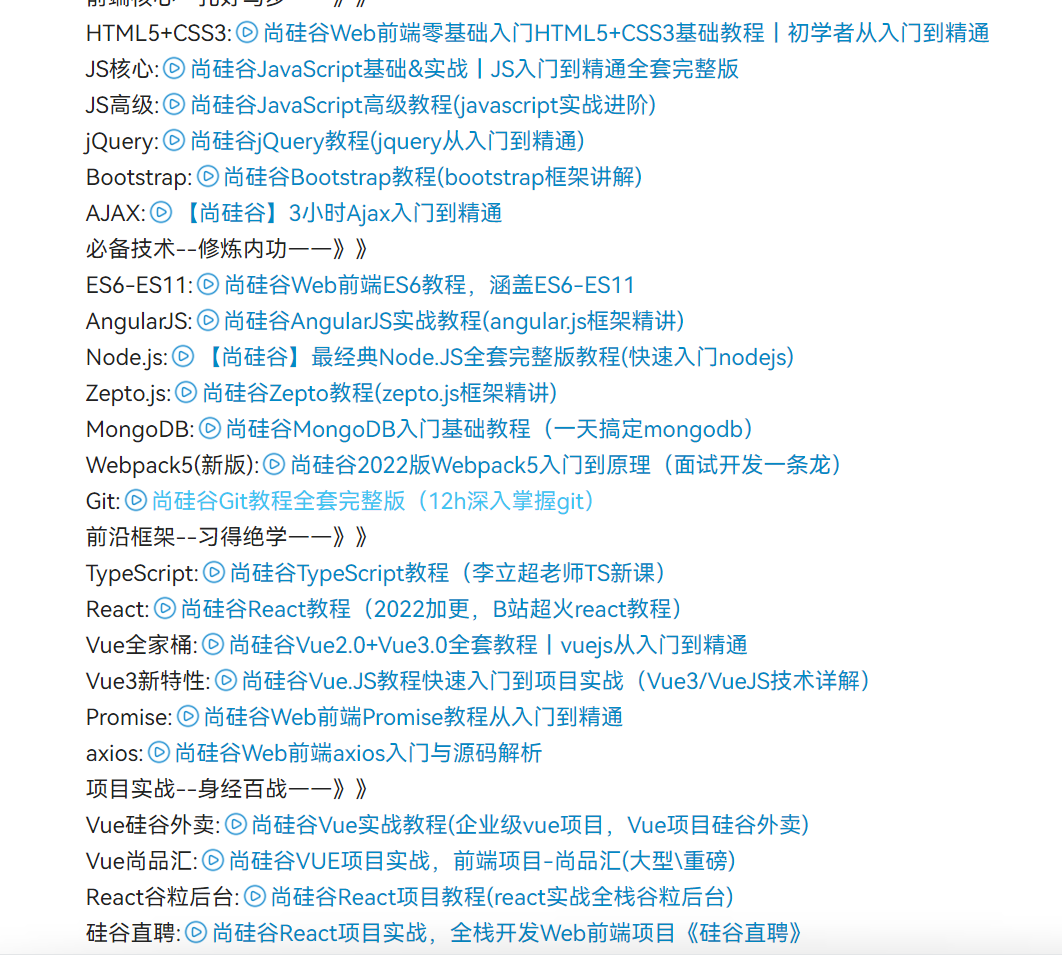 前端核心--扎好马步一一》》
HTML5+CSS3:尚硅谷Web前端零基础入门HTML5+CSS3基础教程丨初学者从入门到精通
JS核心:尚硅谷JavaScript基础&实战丨JS入门到精通全套完整版
JS高级:尚硅谷JavaScript高级教程(javascript实战进阶)
jQuery:尚硅谷jQuery教程(jquery从入门到精通)
Bootstrap:尚硅谷Bootstrap教程(bootstrap框架讲解)
AJAX:【尚硅谷】3小时Ajax入门到精通
必备技术--修炼内功一一》》
ES6-ES11:尚硅谷Web前端ES6教程，涵盖ES6-ES11
AngularJS:尚硅谷AngularJS实战教程(angular.js框架精讲)
Node.js:【尚硅谷】最经典Node.JS全套完整版教程(快速入门nodejs)
Zepto.js:尚硅谷Zepto教程(zepto.js框架精讲)
MongoDB:尚硅谷MongoDB入门基础教程（一天搞定mongodb）
Webpack5(新版):尚硅谷2022版Webpack5入门到原理（面试开发一条龙）
Git:尚硅谷Git教程全套完整版（12h深入掌握git）
前沿框架--习得绝学一一》》
TypeScript:尚硅谷TypeScript教程（李立超老师TS新课）
React:尚硅谷React教程（2022加更，B站超火react教程）
Vue全家桶:尚硅谷Vue2.0+Vue3.0全套教程丨vuejs从入门到精通
Vue3新特性:尚硅谷Vue.JS教程快速入门到项目实战（Vue3/VueJS技术详解）
Promise:尚硅谷Web前端Promise教程从入门到精通
axios:尚硅谷Web前端axios入门与源码解析
项目实战--身经百战一一》》
Vue硅谷外卖:尚硅谷Vue实战教程(企业级vue项目，Vue项目硅谷外卖)
Vue尚品汇:尚硅谷VUE项目实战，前端项目-尚品汇(大型\重磅)
React谷粒后台:尚硅谷React项目教程(react实战全栈谷粒后台)
硅谷直聘:尚硅谷React项目实战，全栈开发Web前端项目《硅谷直聘》